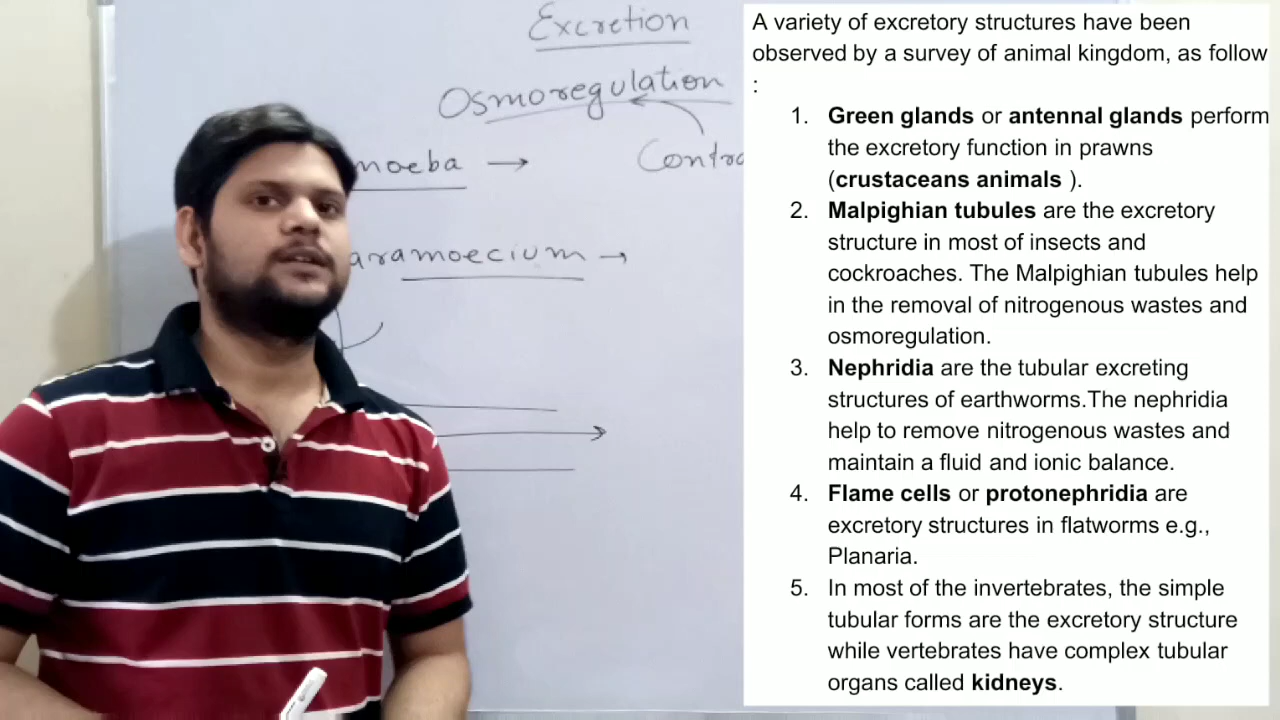 Excretion
Osmoregulation
moeba →
Contro
aramoecium →
A variety of excretory structures have been
observed by a survey of animal kingdom, as follow
:
1. Green glands or antennal glands perform
the excretory function in prawns
(crustaceans animals ).
2. Malpighian tubules are the excretory
structure in most of insects and
cockroaches. The Malpighian tubules help
in the removal of nitrogenous wastes and
osmoregulation.
3. Nephridia are the tubular excreting
structures of earthworms.The nephridia
help to remove nitrogenous wastes and
maintain a fluid and ionic balance.
4. Flame cells or protonephridia are
excretory structures in flatworms e.g.,
Planaria.
5. In most of the invertebrates, the simple
tubular forms are the excretory structure
while vertebrates have complex tubular
organs called kidneys.